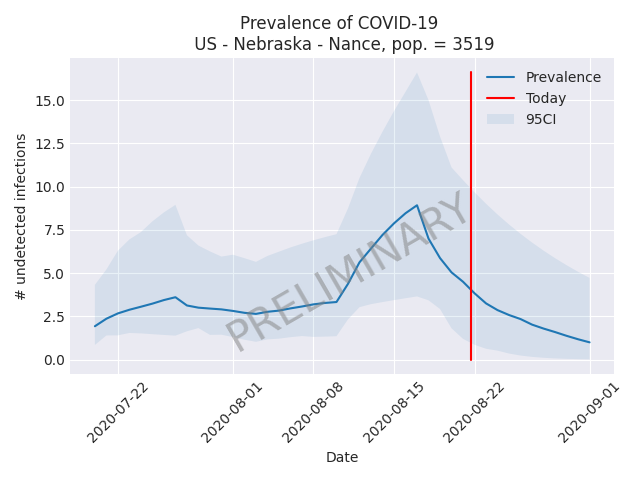 Prevalence of COVID-19
US - Nebraska - Nance, pop. = 3519
Prevalence
Today
95CI
PRELIMINARY
# undetected infections
15.0
12.5
10.0
7.5
5.0
2.5
0.0
2020-07-22
2020-08-01
2020-08-08
2020-08-15
2020-08-22
2020-09-01
Date